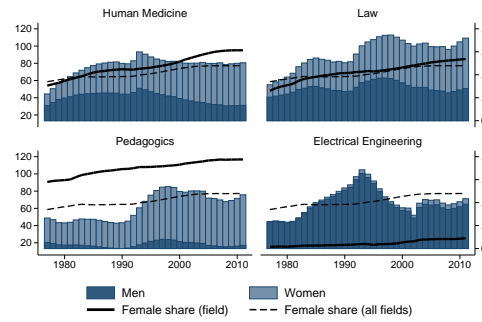 Human Medicine
Law
120
100
80
60
40
20
Pedagogics
Electrical Engineering
120
100
80
60
40
20
1980 1990 2000 2010
1980 1990 2000 2010
Men Women
Female share (field) Female share (all fields)